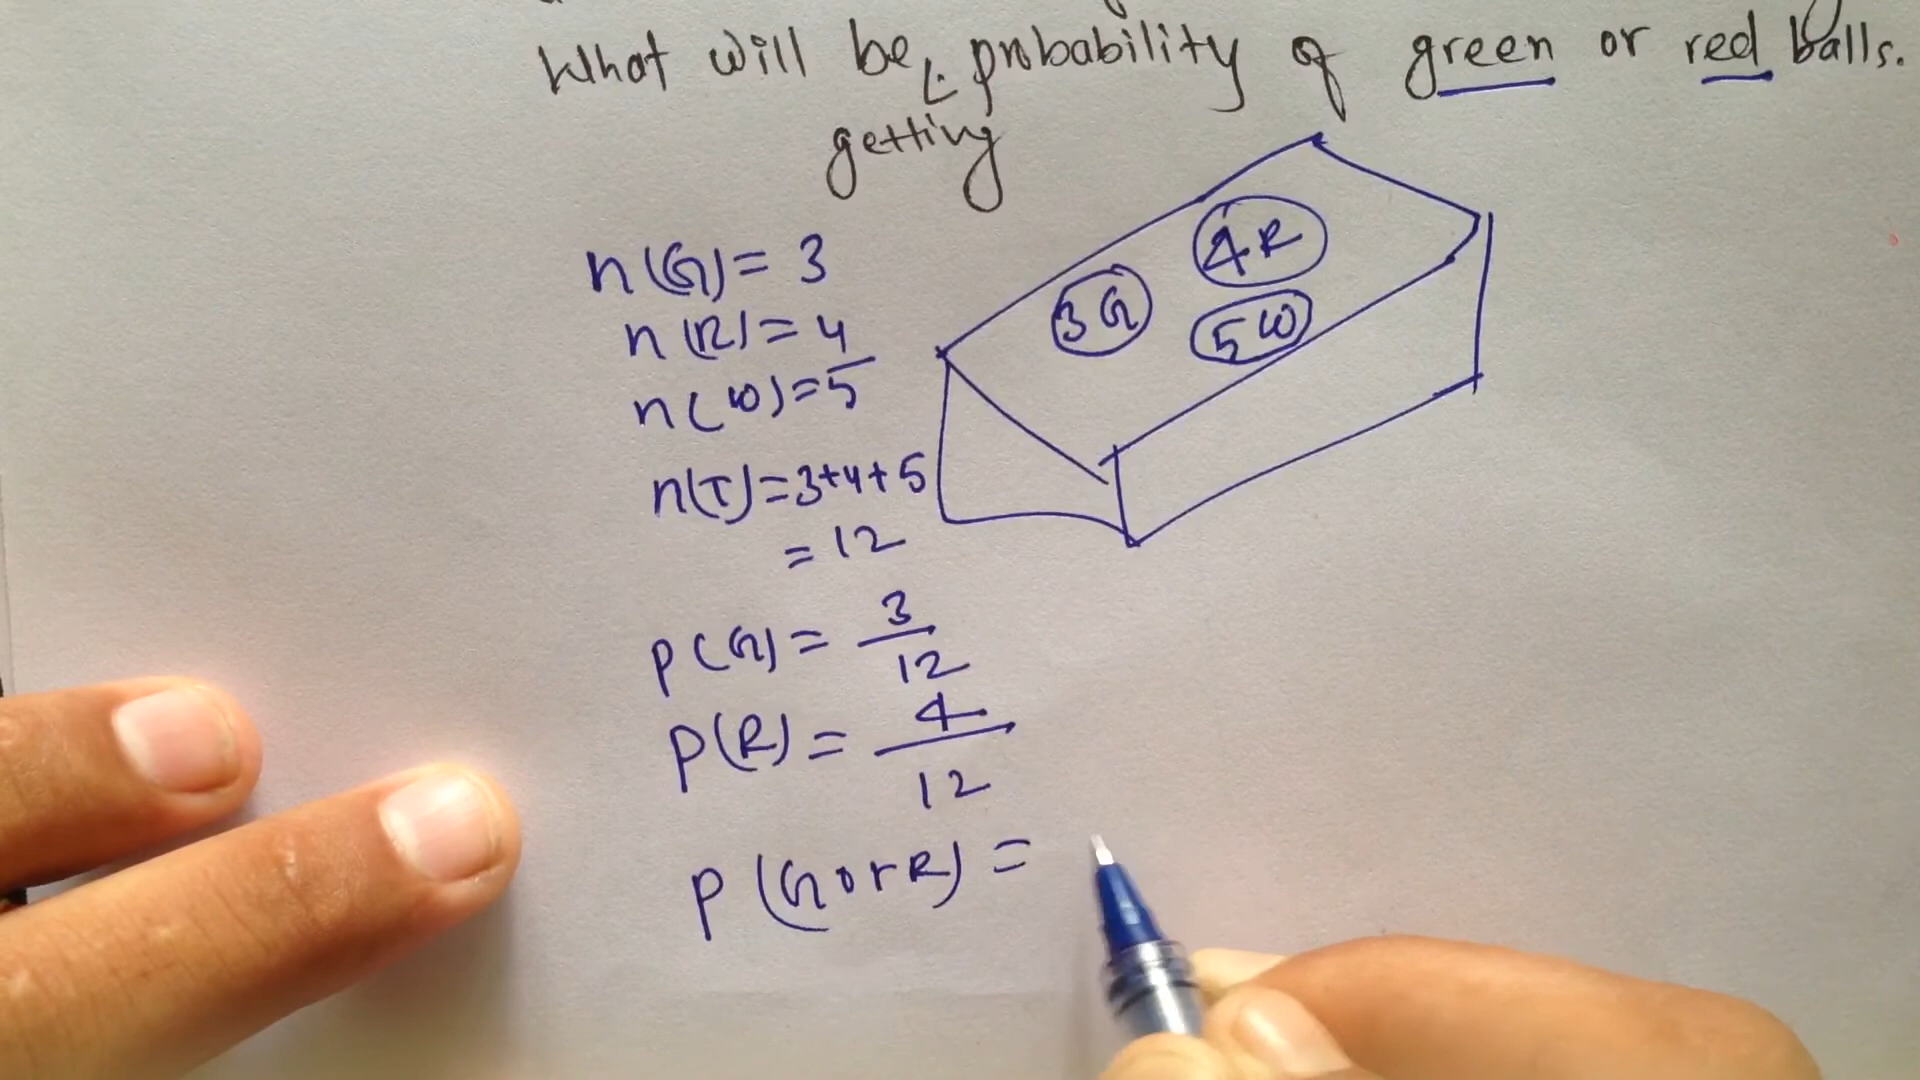 What will be probability of green or red balls.
getting
n(G) = 3
n(R) = 4
n(W) = 5
n(T) = 3+4+5
= 12
P(G) = 3/12
P(R) = 4/12
P(G or R) =
4R
3G
5W